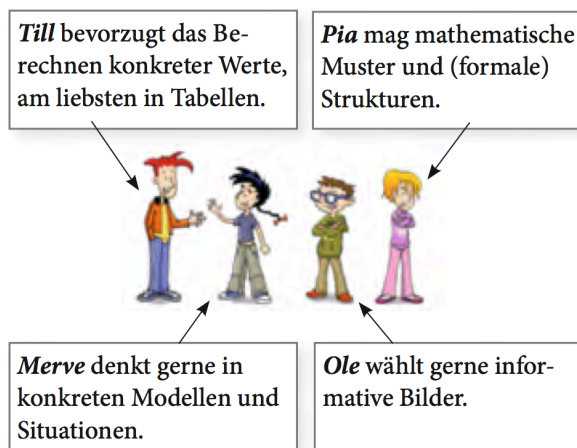 Till bevorzugt das Be-
rechnen konkreter Werte,
am liebsten in Tabellen.
Pia mag mathematische
Muster und (formale)
Strukturen.
Merve denkt gerne in
konkreten Modellen und
Situationen.
Ole wählt gerne infor-
mative Bilder.